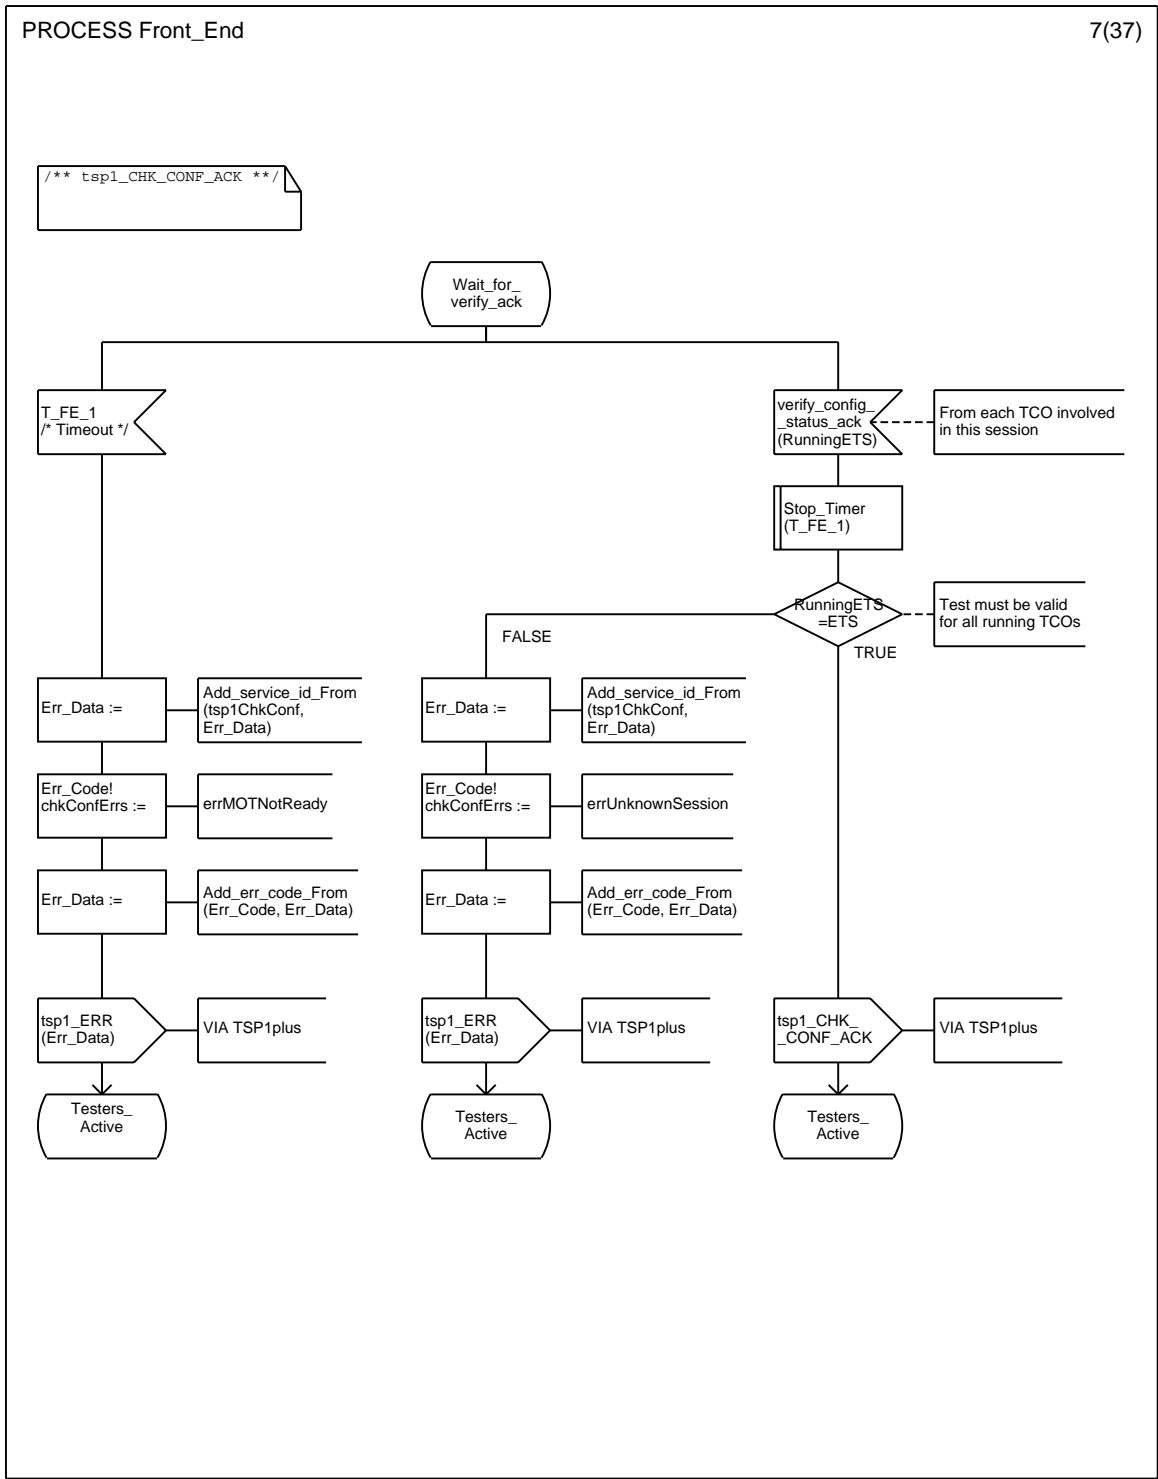 PROCESS Front_End
7(37)
/** tsp1_CHK_CONF_ACK **/
Wait_for_
verify_ack
T_FE_1
/* Timeout */
verify_config_
_status_ack
(RunningETS)
From each TCO involved
in this session
Stop_Timer
(T_FE_1)
RunningETS
=ETS
Test must be valid
for all running TCOs
FALSE
TRUE
Err_Data :=
Add_service_id_From
(tsp1ChkConf,
Err_Data)
Err_Data :=
Add_service_id_From
(tsp1ChkConf,
Err_Data)
Err_Code!
chkConfErrs :=
errMOTNotReady
Err_Code!
chkConfErrs :=
errUnknownSession
Err_Data :=
Add_err_code_From
(Err_Code, Err_Data)
Err_Data :=
Add_err_code_From
(Err_Code, Err_Data)
tsp1_ERR
(Err_Data)
VIA TSP1plus
tsp1_ERR
(Err_Data)
VIA TSP1plus
tsp1_CHK_
_CONF_ACK
VIA TSP1plus
Testers_
Active
Testers_
Active
Testers_
Active